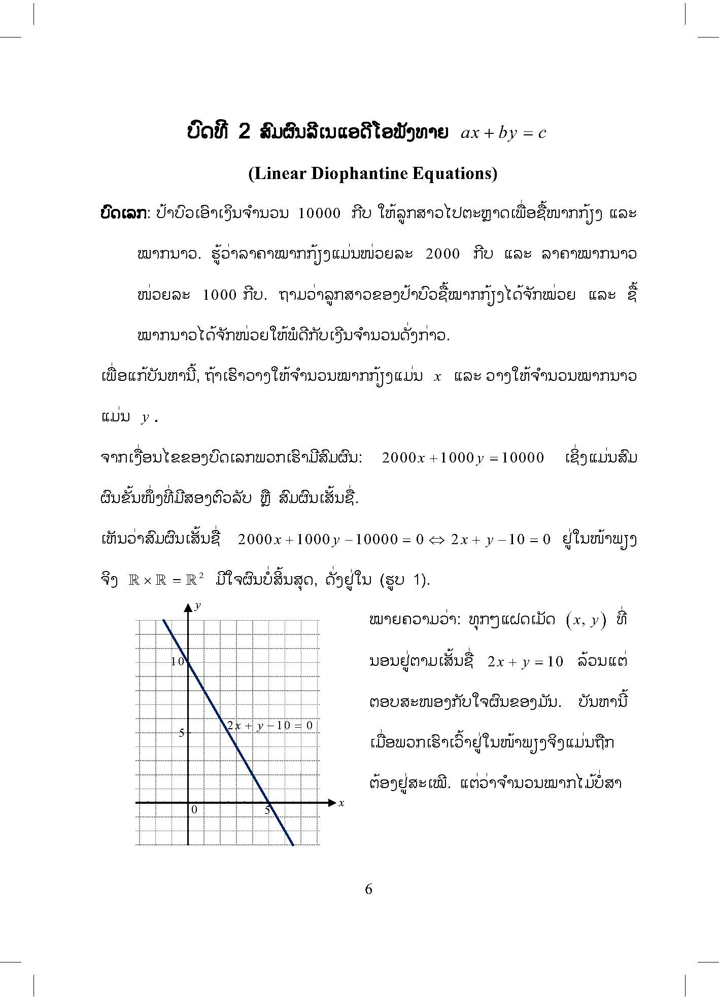 ບົດທີ 2 ສົມຜົນລີເນແອດີໂອຟັງທາຍ ax + by = c
(Linear Diophantine Equations)
ບົດເລກ: ປ້າບົວເອົາເງິນຈຳນວນ 10000 ກີບ ໃຫ້ລູກສາວໄປຕະຫຼາດເພື່ອຊື້ໝາກກ້ຽງ ແລະ
ໝາກນາວ. ຮູ້ວ່າລາຄາໝາກກ້ຽງແມ່ນໜ່ວຍລະ 2000 ກີບ ແລະ ລາຄາໝາກນາວ
ໜ່ວຍລະ 1000 ກີບ. ຖາມວ່າລູກສາວຂອງປ້າບົວຊື້ໝາກກ້ຽງໄດ້ຈັກໝ່ວຍ ແລະ ຊື້
ໝາກນາວໄດ້ຈັກໜ່ວຍໃຫ້ພໍດີກັບເງີນຈຳນວນດັ່ງກ່າວ.
ເພື່ອແກ້ບັນຫານີ້, ຖ້າເຮົາວາງໃຫ້ຈຳນວນໝາກກ້ຽງແມ່ນ x ແລະ ວາງໃຫ້ຈຳນວນໝາກນາວ
ແມ່ນ y .
ຈາກເງື່ອນໄຂຂອງບົດເລກພວກເຮົາມີສົມຜົນ: 2000x +1000y =10000 ເຊິ່ງແມ່ນສົມ
ຜົນຂັ້ນໜຶ່ງທີ່ມີສອງຕົວລັບ ຫຼື ສົມຜົນເສັ້ນຊື່.
ເຫັນວ່າສົມຜົນເສັ້ນຊື່ 2000x +1000y −10000 = 0 ⇔ 2x + y −10 = 0 ຢູ່ໃນໜ້າພຽງ
ຈິງ ℝ × ℝ = ℝ² ມີໃຈຜົນບໍ່ສິ້ນສຸດ, ດັ່ງຢູ່ໃນ (ຮູບ 1).
y
10
2x + y −10 = 0
5
x
0
5
ໝາຍຄວາມວ່າ: ທຸກໆແຝດເມັດ (x, y) ທີ່
ນອນຢູ່ຕາມເສັ້ນຊື່ 2x + y =10 ລ້ວນແຕ່
ຕອບສະໜອງກັບໃຈຜົນຂອງມັນ. ບັນຫານີ້
ເມື່ອພວກເຮົາເວົ້າຢູ່ໃນໜ້າພຽງຈິງແມ່ນຖືກ
ຕ້ອງຢູ່ສະເໝີ. ແຕ່ວ່າຈຳນວນໝາກໄມ້ບໍ່ສາ
6